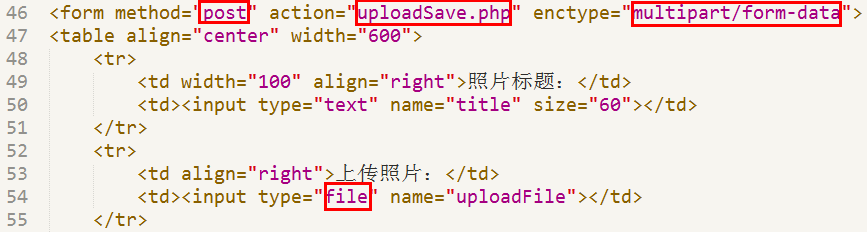 46 <form method="post" action="uploadSave.php" enctype="multipart/form-data">
47 <table align="center" width="600">
48     <tr>
49         <td width="100" align="right">照片标题：</td>
50         <td><input type="text" name="title" size="60"></td>
51     </tr>
52     <tr>
53         <td align="right">上传照片：</td>
54         <td><input type="file" name="uploadFile"></td>
55     </tr>